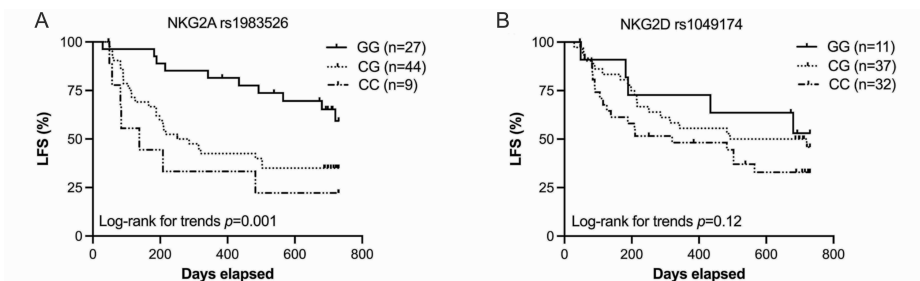 A
NKG2A rs1983526
GG (n=27)
CG (n=44)
CC (n=9)
LFS (%)
100
75
50
25
0
Log-rank for trends p=0.001
0 200 400 600 800
Days elapsed
B
NKG2D rs1049174
GG (n=11)
CG (n=37)
CC (n=32)
LFS (%)
100
75
50
25
0
Log-rank for trends p=0.12
0 200 400 600 800
Days elapsed